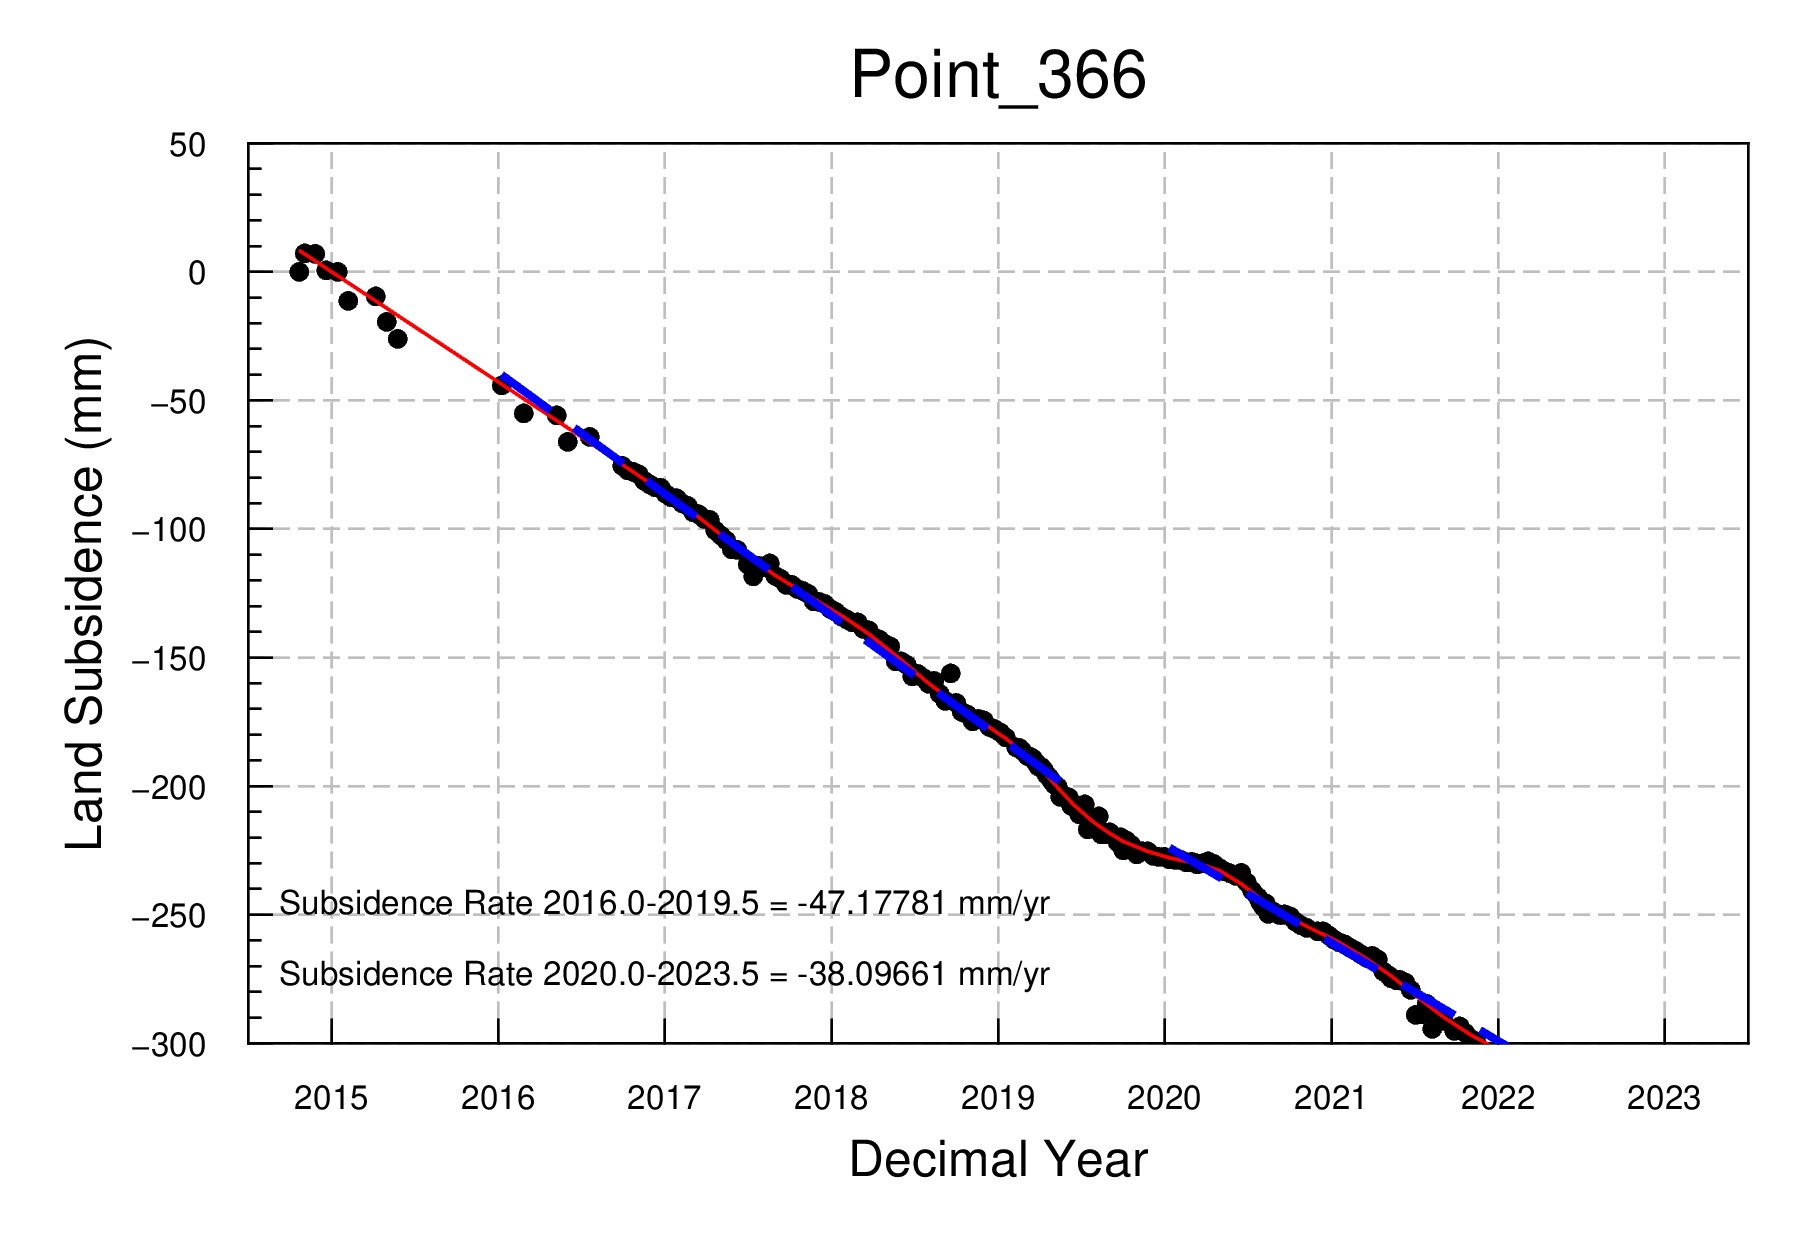 Point_366
50
0
−50
−100
−150
−200
−250
−300
Land Subsidence (mm)
Subsidence Rate 2016.0-2019.5 = -47.17781 mm/yr
Subsidence Rate 2020.0-2023.5 = -38.09661 mm/yr
2015 2016 2017 2018 2019 2020 2021 2022 2023
Decimal Year